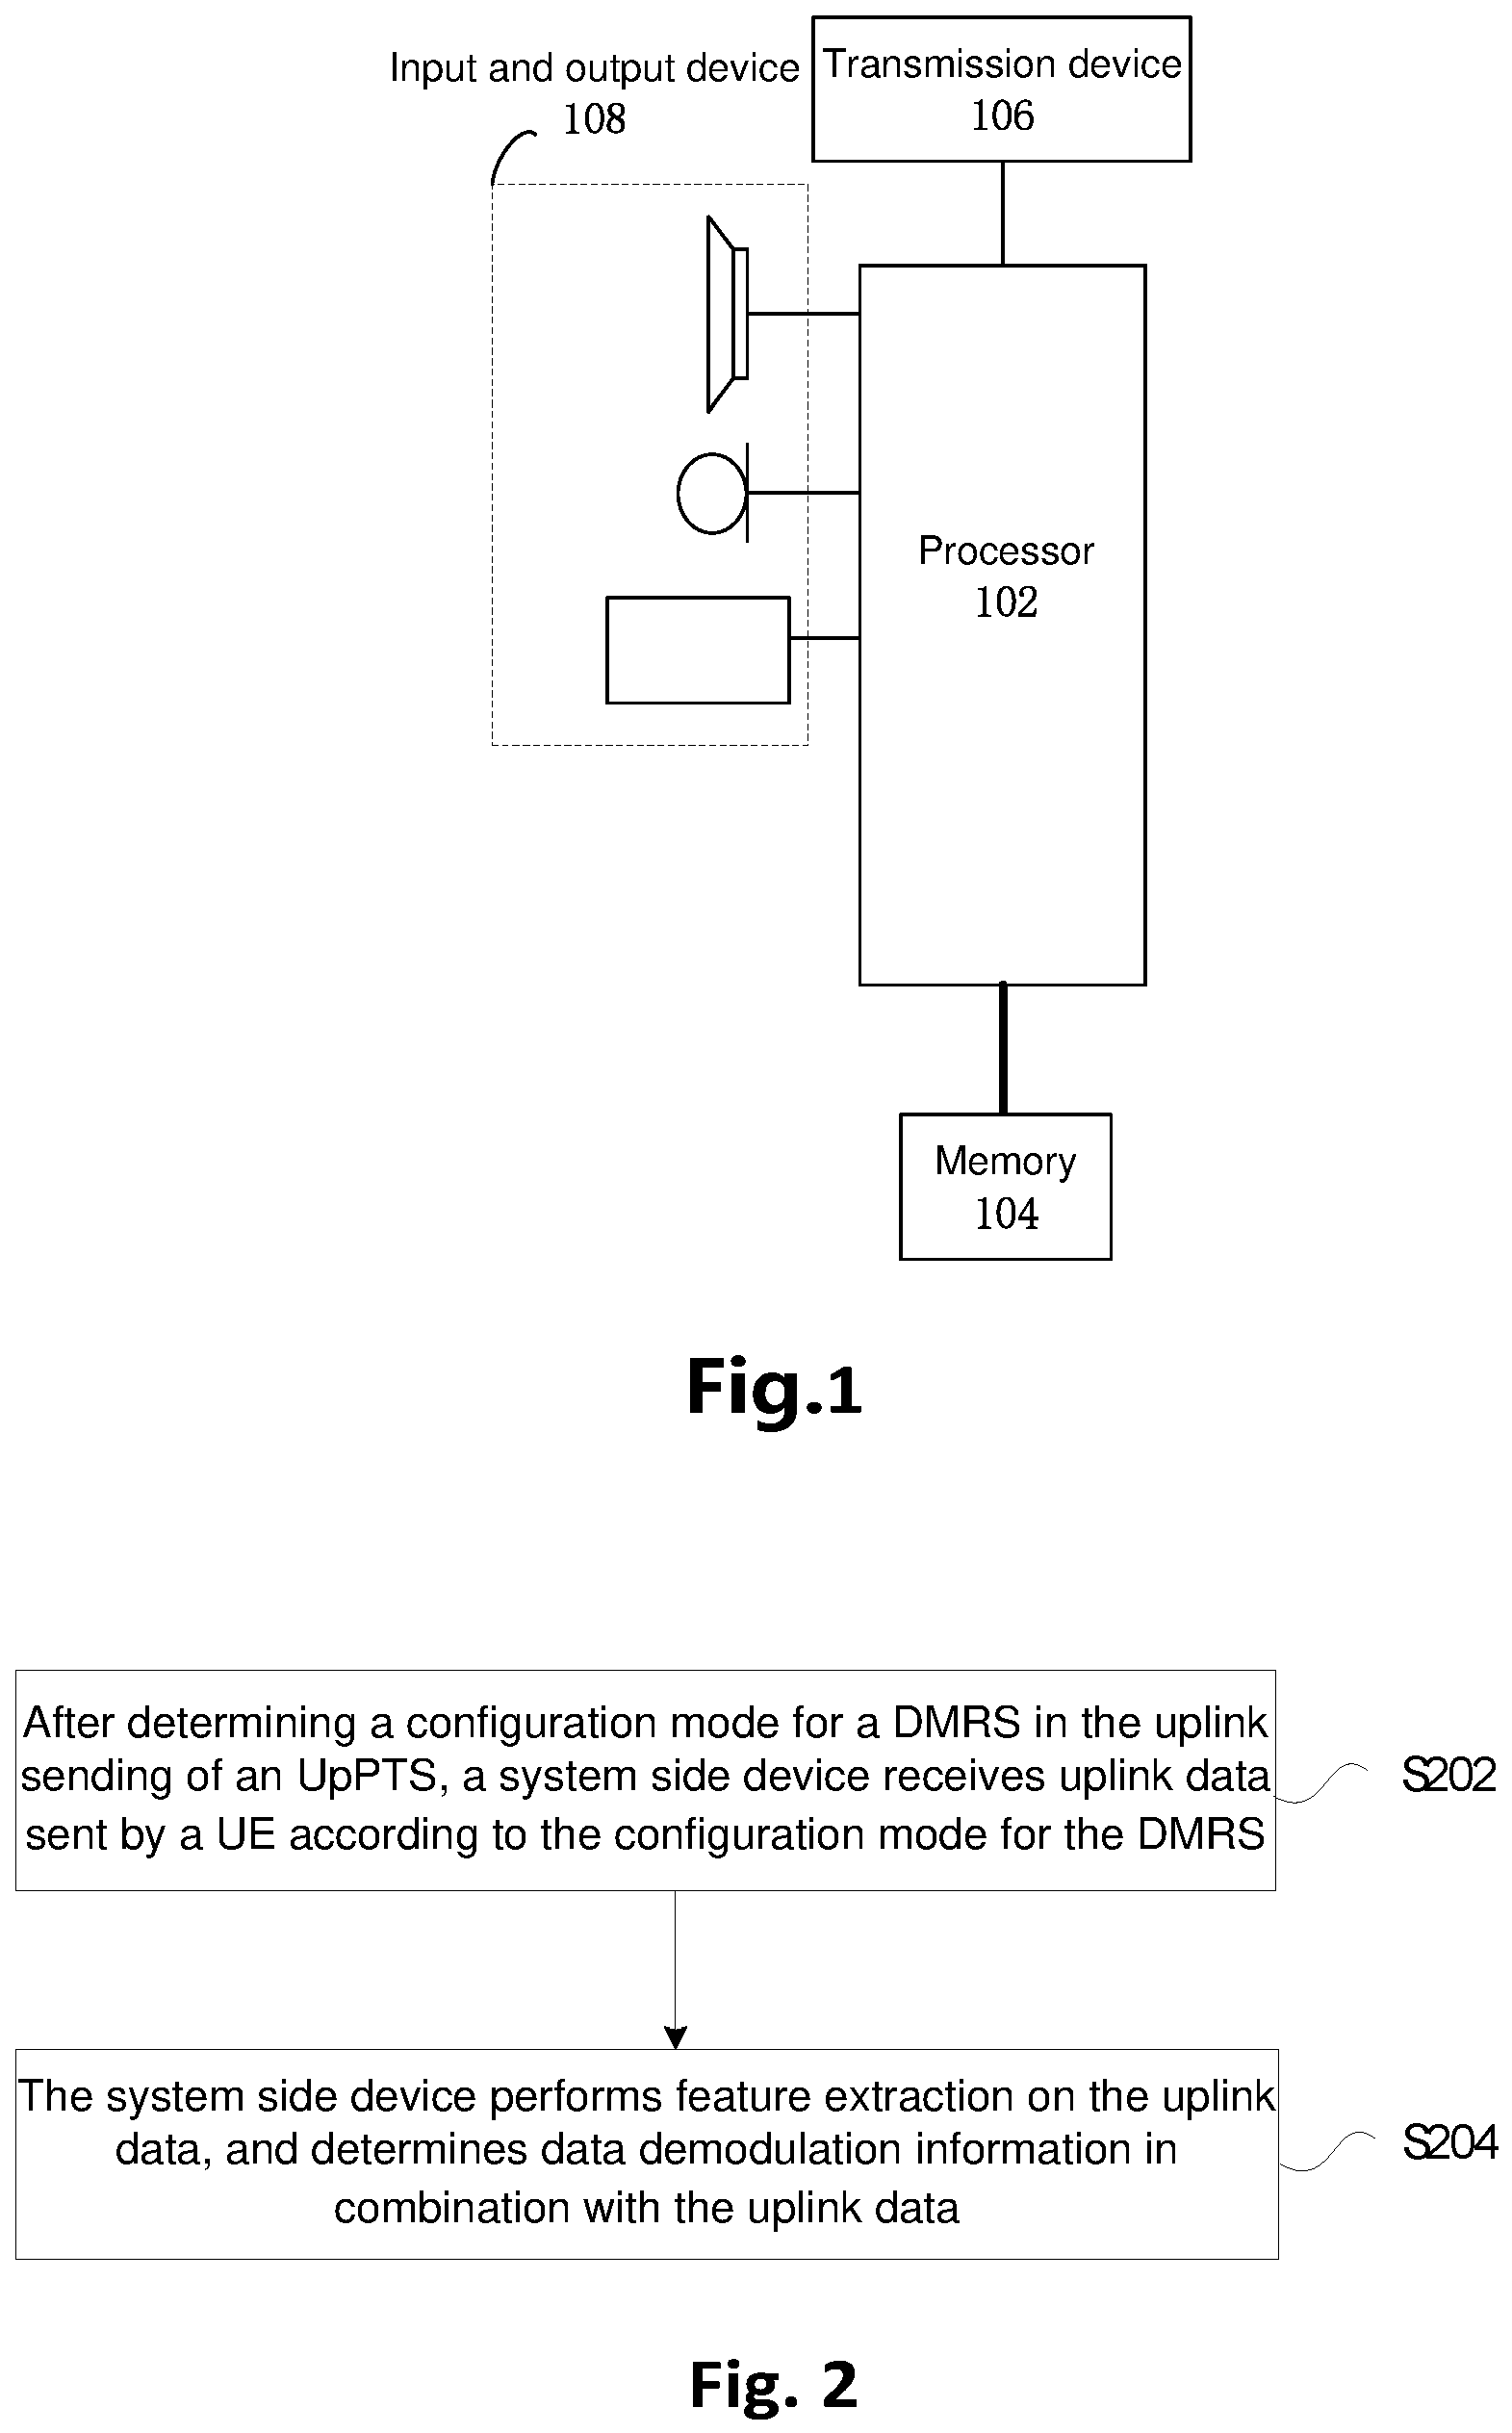 Input and output device
108
Transmission device
106
Processor
102
Memory
104
Fig.1
After determining a configuration mode for a DMRS in the uplink
sending of an UpPTS, a system side device receives uplink data
sent by a UE according to the configuration mode for the DMRS
S202
The system side device performs feature extraction on the uplink
data, and determines data demodulation information in
combination with the uplink data
S204
Fig. 2